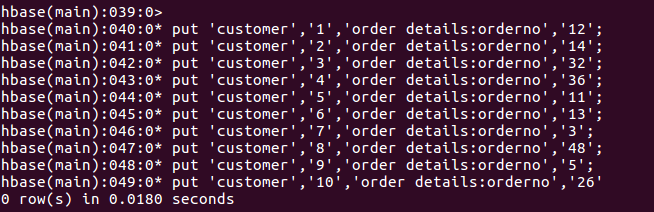 hbase(main):039:0>
hbase(main):040:0* put 'customer','1','order details:orderno','12';
hbase(main):041:0* put 'customer','2','order details:orderno','14';
hbase(main):042:0* put 'customer','3','order details:orderno','32';
hbase(main):043:0* put 'customer','4','order details:orderno','36';
hbase(main):044:0* put 'customer','5','order details:orderno','11';
hbase(main):045:0* put 'customer','6','order details:orderno','13';
hbase(main):046:0* put 'customer','7','order details:orderno','3';
hbase(main):047:0* put 'customer','8','order details:orderno','48';
hbase(main):048:0* put 'customer','9','order details:orderno','5';
hbase(main):049:0* put 'customer','10','order details:orderno','26'
0 row(s) in 0.0180 seconds